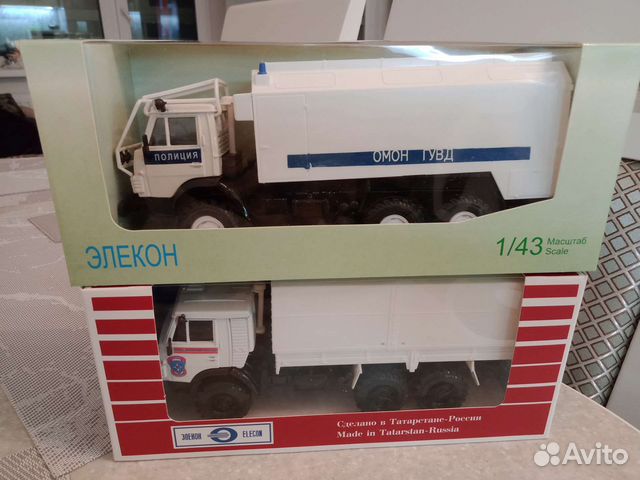 ПОЛИЦИЯ
ОМОН ГУВД
ЭЛЕКОН
1/43 Масштаб
Scale
Сделано в Татарстане-России
ЭЛЕКОН ELECON
Made in Tatarstan-Russia
Avito